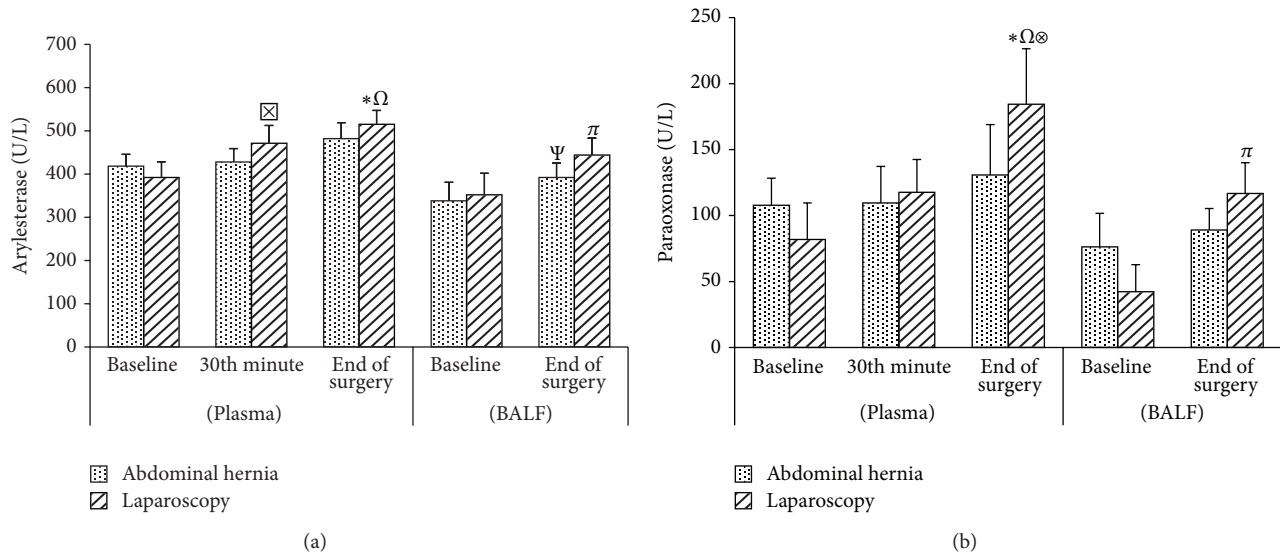 700
600
500
400
300
200
100
0
Arylesterase (U/L)
☒
*Ω
Ψ
π
Baseline 30th minute End of surgery Baseline End of surgery
(Plasma) (BALF)
Abdominal hernia
Laparoscopy
(a)
250
200
150
100
50
0
Paraoxonase (U/L)
*Ω⊗
π
Baseline 30th minute End of surgery Baseline End of surgery
(Plasma) (BALF)
Abdominal hernia
Laparoscopy
(b)